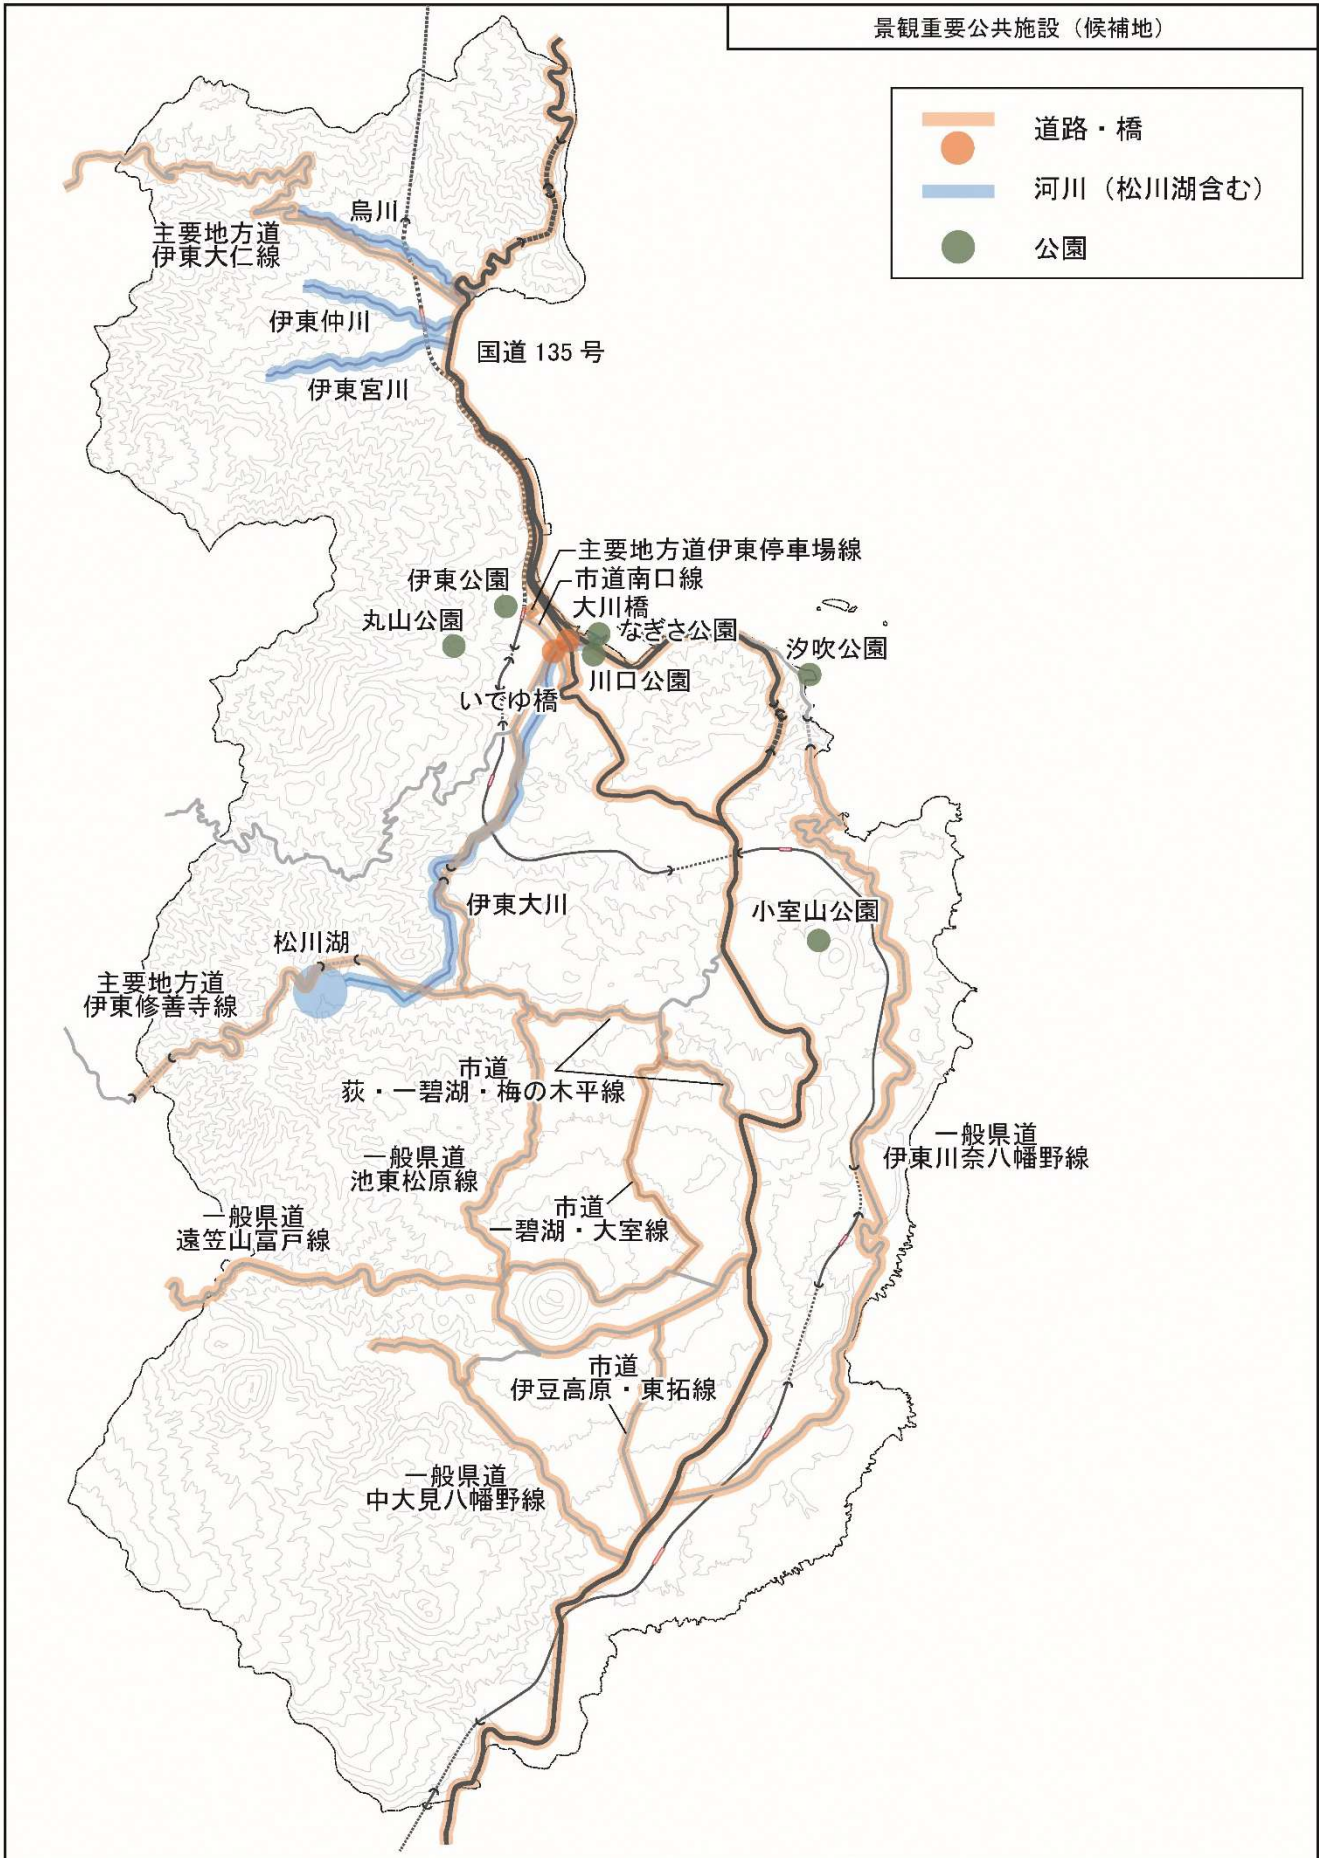 景観重要公共施設（候補地）
道路・橋
河川（松川湖含む）
公園
烏川
主要地方道
伊東大仁線
伊東仲川
国道 135 号
伊東宮川
主要地方道伊東停車場線
市道南口線
伊東公園
大川橋
丸山公園
なぎさ公園
汐吹公園
川口公園
いでゆ橋
伊東大川
小室山公園
松川湖
主要地方道
伊東修善寺線
市道
荻・一碧湖・梅の木平線
一般県道
伊東川奈八幡野線
一般県道
池東松原線
市道
一碧湖・大室線
一般県道
遠笠山富戸線
市道
伊豆高原・東拓線
一般県道
中大見八幡野線